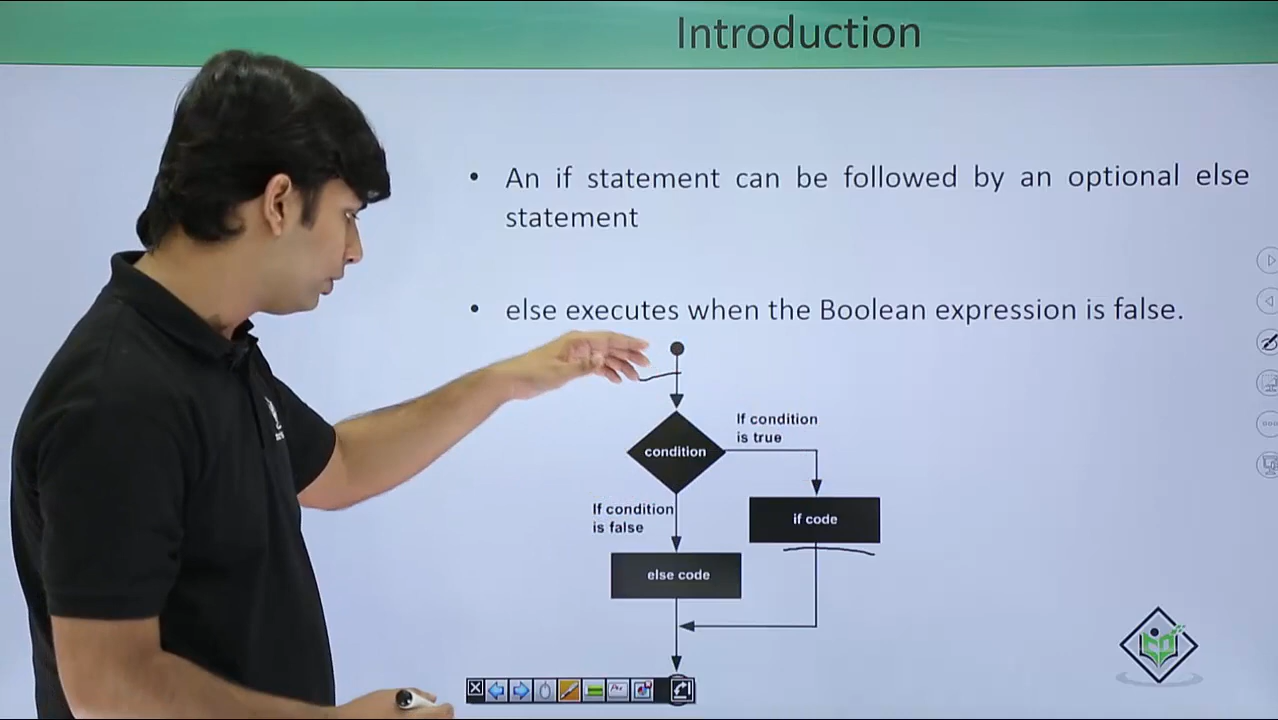 Introduction
• An if statement can be followed by an optional else
statement
• else executes when the Boolean expression is false.
If condition
is true
condition
If condition
is false
if code
else code